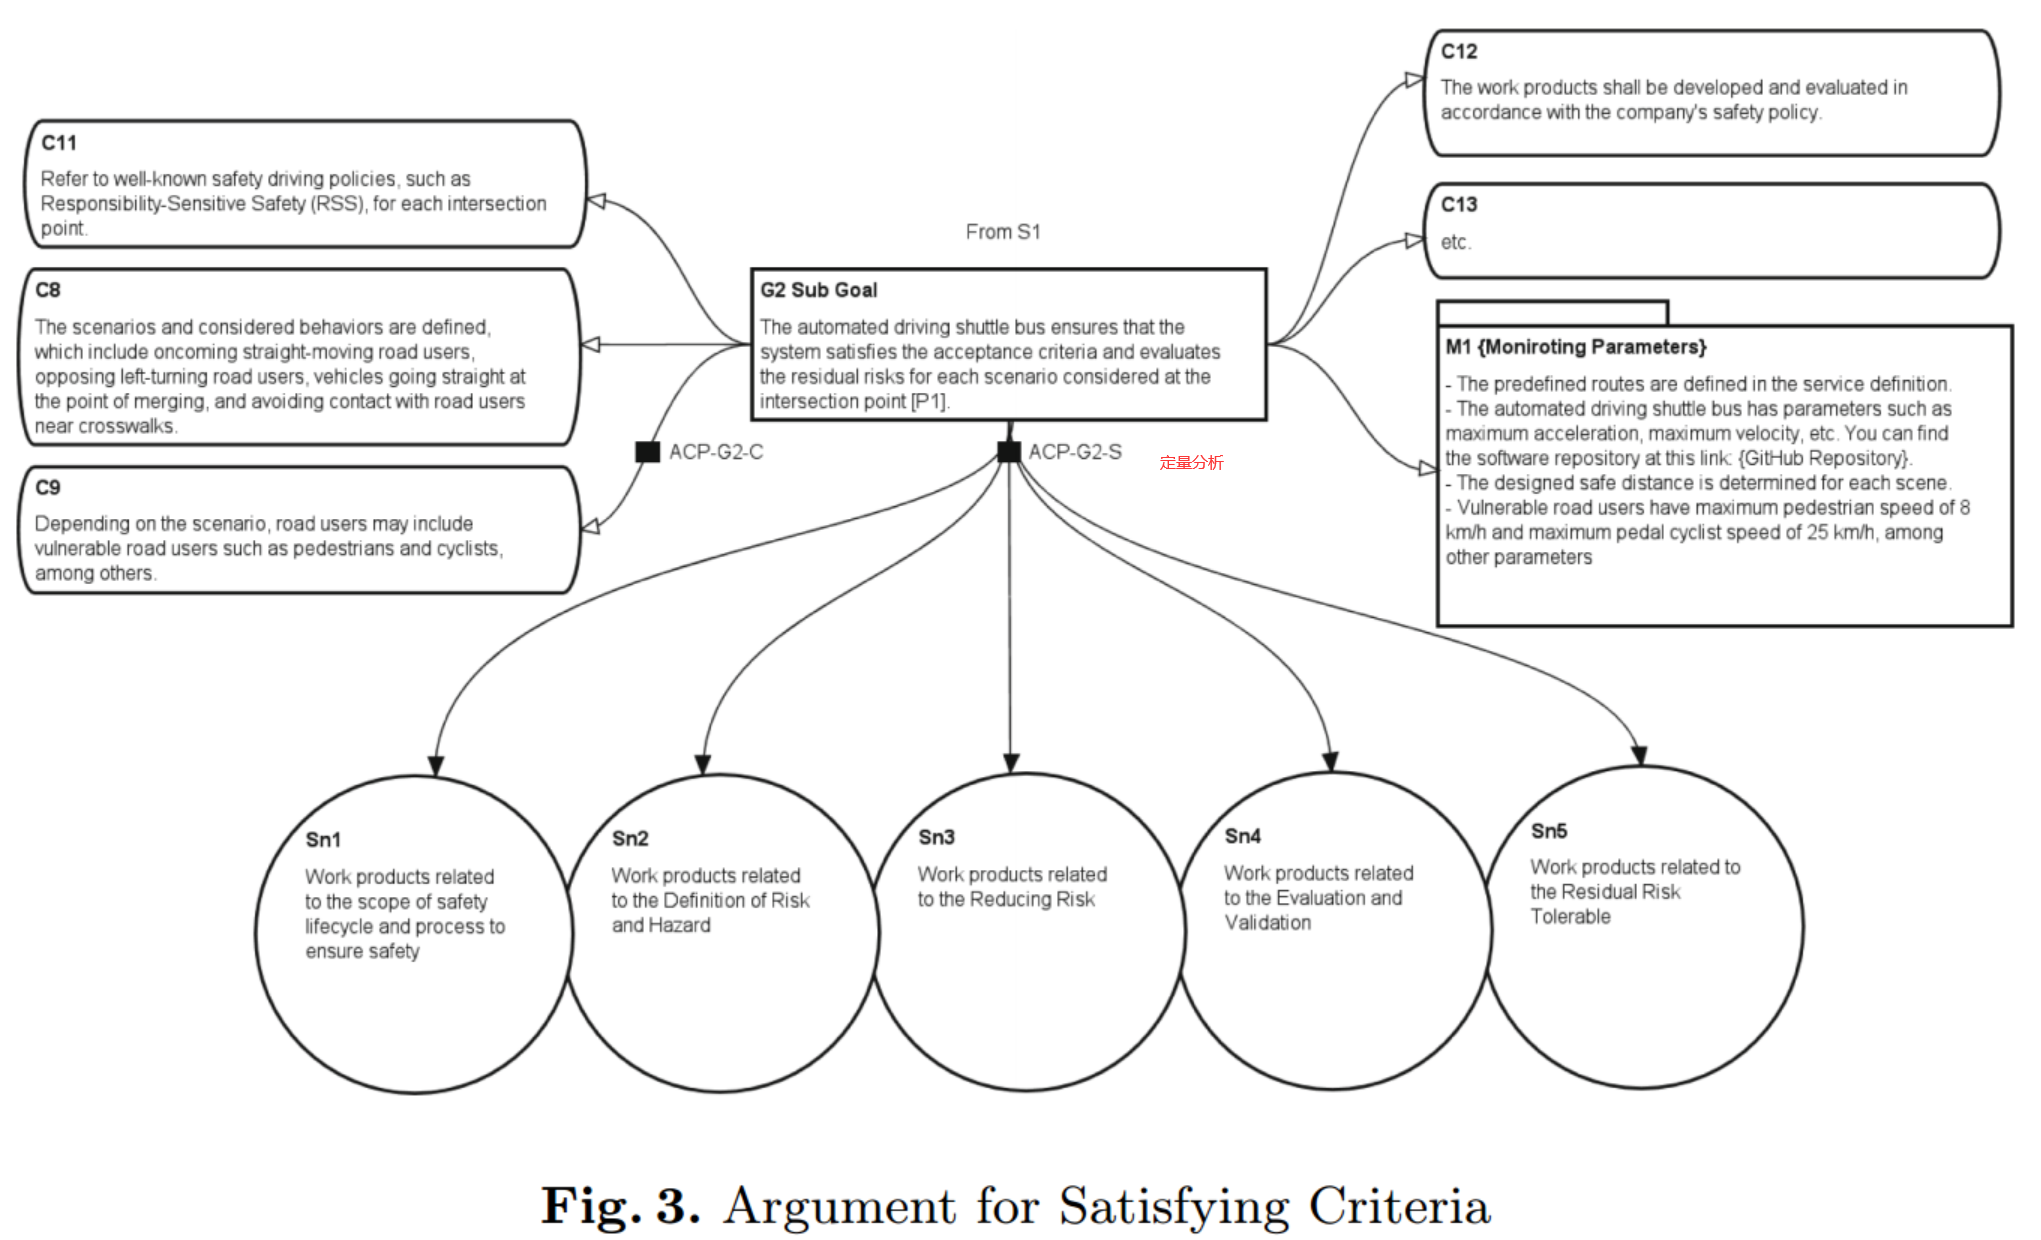 C12
The work products shall be developed and evaluated in
accordance with the company's safety policy.
C11
Refer to well-known safety driving policies, such as
Responsibility-Sensitive Safety (RSS), for each intersection
point.
C13
etc.
From S1
C8
The scenarios and considered behaviors are defined,
which include oncoming straight-moving road users,
opposing left-turning road users, vehicles going straight at
the point of merging, and avoiding contact with road users
near crosswalks.
G2 Sub Goal
The automated driving shuttle bus ensures that the
system satisfies the acceptance criteria and evaluates
the residual risks for each scenario considered at the
intersection point [P1].
M1 {Moniroting Parameters}
- The predefined routes are defined in the service definition.
- The automated driving shuttle bus has parameters such as
maximum acceleration, maximum velocity, etc. You can find
the software repository at this link: {GitHub Repository}.
- The designed safe distance is determined for each scene.
- Vulnerable road users have maximum pedestrian speed of 8
km/h and maximum pedal cyclist speed of 25 km/h, among
other parameters
ACP-G2-C
ACP-G2-S
定量分析
C9
Depending on the scenario, road users may include
vulnerable road users such as pedestrians and cyclists,
among others.
Sn1
Work products related
to the scope of safety
lifecycle and process to
ensure safety
Sn2
Work products related
to the Definition of Risk
and Hazard
Sn3
Work products related
to the Reducing Risk
Sn4
Work products related
to the Evaluation and
Validation
Sn5
Work products related to
the Residual Risk
Tolerable
Fig. 3. Argument for Satisfying Criteria